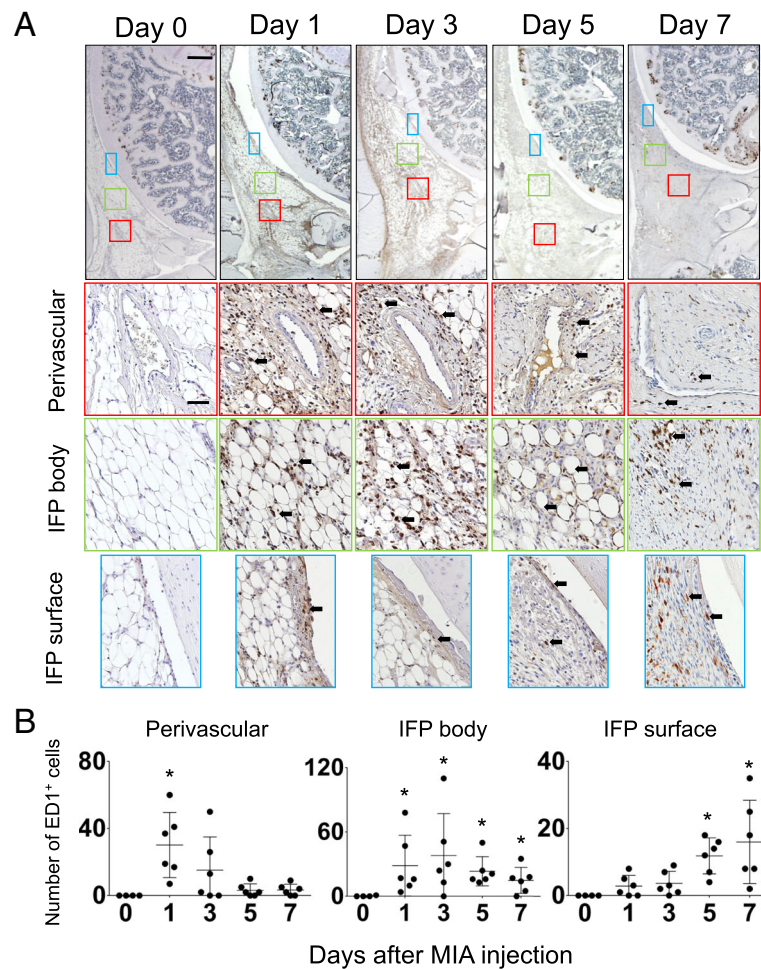 A
Day 0 Day 1 Day 3 Day 5 Day 7
Perivascular
IFP body
IFP surface
B
Perivascular IFP body IFP surface
Number of ED1⁺ cells
80 120 40
* * * * * * *
40 60 20
0 0 0
0 1 3 5 7 0 1 3 5 7 0 1 3 5 7
Days after MIA injection